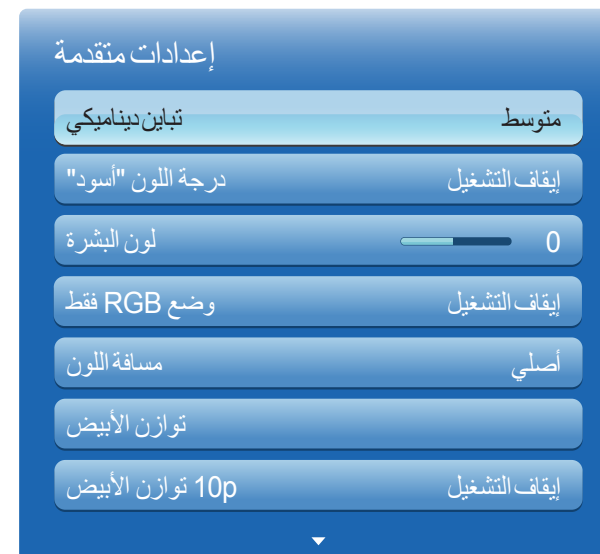 إعدادات متقدمة
تباين ديناميكي متوسط
درجة اللون "أسود" إيقاف التشغيل
لون البشرة 0
وضع RGB فقط إيقاف التشغيل
مسافة اللون أصلي
توازن الأبيض
10p توازن الأبيض إيقاف التشغيل